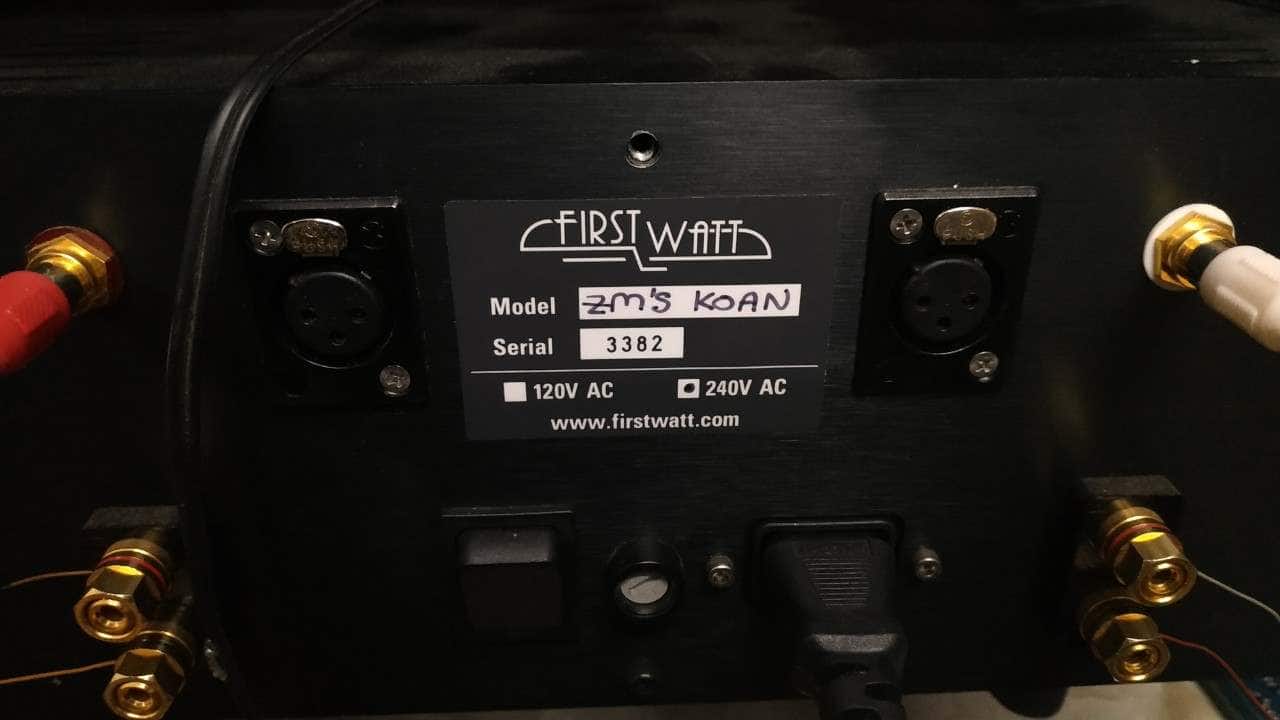 FIRST WATT
Model ZM'S KOAN
Serial 3382
120V AC 240V AC
www.firstwatt.com